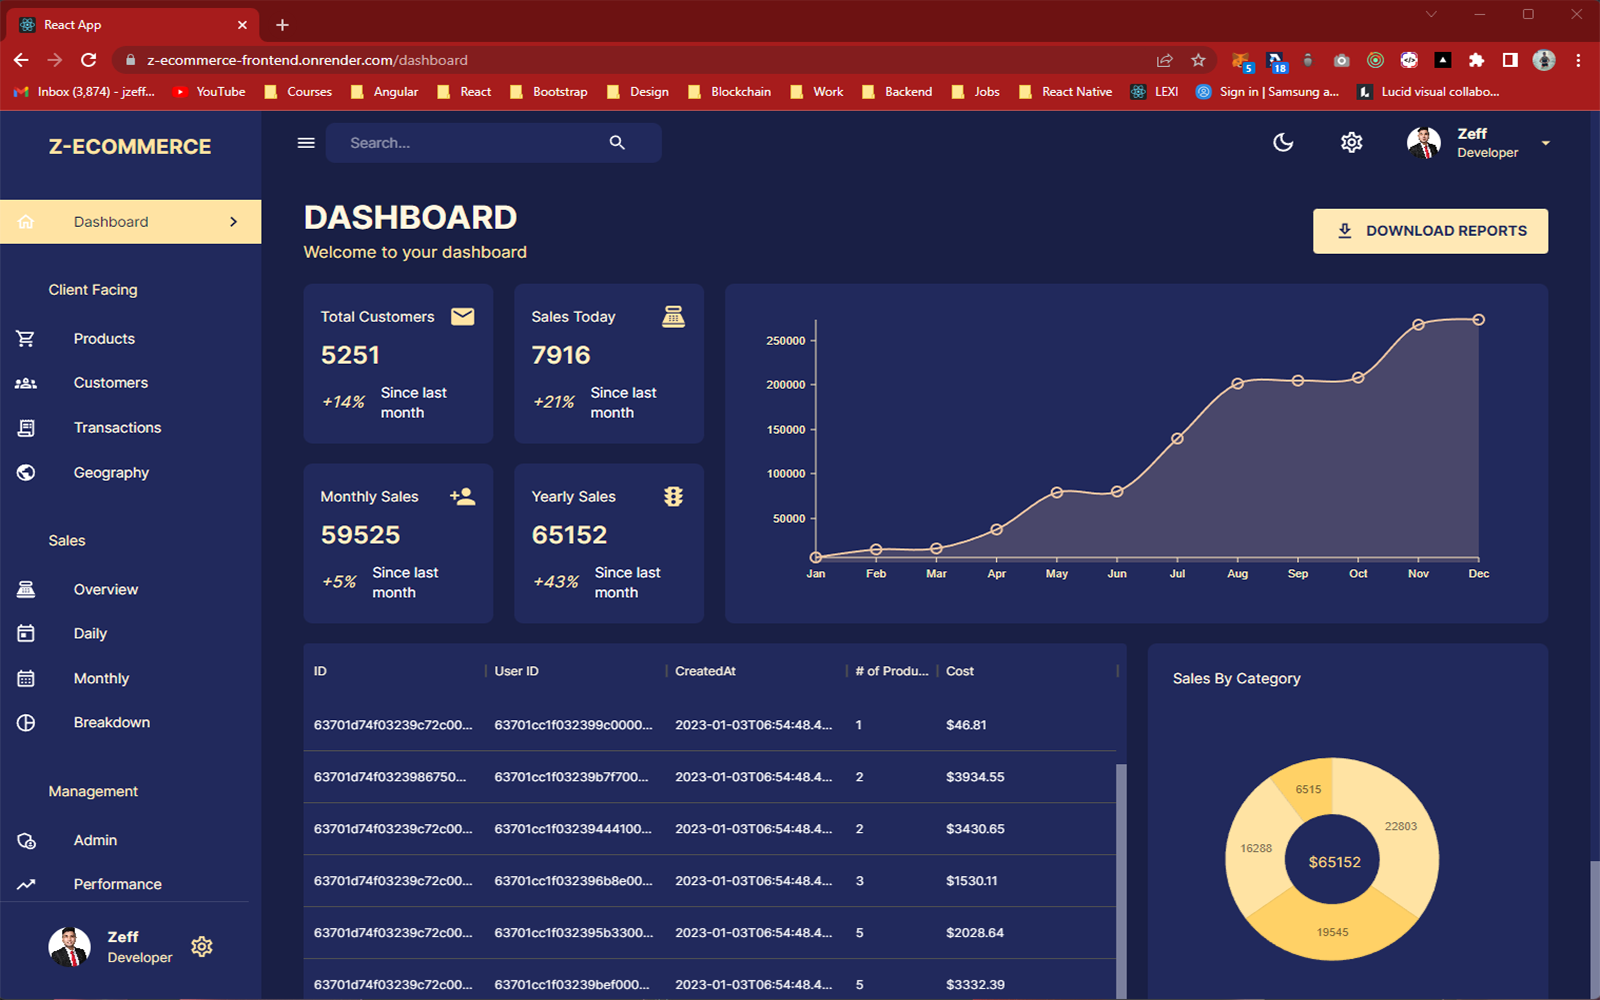 React App
z-ecommerce-frontend.onrender.com/dashboard
5
18
Inbox (3,874) - jzeff...
YouTube
Courses
Angular
React
Bootstrap
Design
Blockchain
Work
Backend
Jobs
React Native
LEXI
Sign in | Samsung a...
Lucid visual collabo...
Z-ECOMMERCE
Search...
Zeff
Developer
Dashboard
Client Facing
Products
Customers
Transactions
Geography
Sales
Overview
Daily
Monthly
Breakdown
Management
Admin
Performance
Zeff
Developer
DASHBOARD
Welcome to your dashboard
DOWNLOAD REPORTS
Total Customers
5251
+14% Since last
month
Sales Today
7916
+21% Since last
month
Monthly Sales
59525
+5% Since last
month
Yearly Sales
65152
+43% Since last
month
250000
200000
150000
100000
50000
Jan Feb Mar Apr May Jun Jul Aug Sep Oct Nov Dec
ID User ID CreatedAt # of Produ... Cost
63701d74f03239c72c00... 63701cc1f032399c0000... 2023-01-03T06:54:48.4... 1 $46.81
63701d74f0323986750... 63701cc1f03239b7f700... 2023-01-03T06:54:48.4... 2 $3934.55
63701d74f03239c72c00... 63701cc1f03239444100... 2023-01-03T06:54:48.4... 2 $3430.65
63701d74f03239c72c00... 63701cc1f032396b8e00... 2023-01-03T06:54:48.4... 3 $1530.11
63701d74f03239c72c00... 63701cc1f032395b3300... 2023-01-03T06:54:48.4... 5 $2028.64
63701d74f03239c72c00... 63701cc1f03239bef000... 2023-01-03T06:54:48.4... 5 $3332.39
Sales By Category
6515
22803
16288
$65152
19545